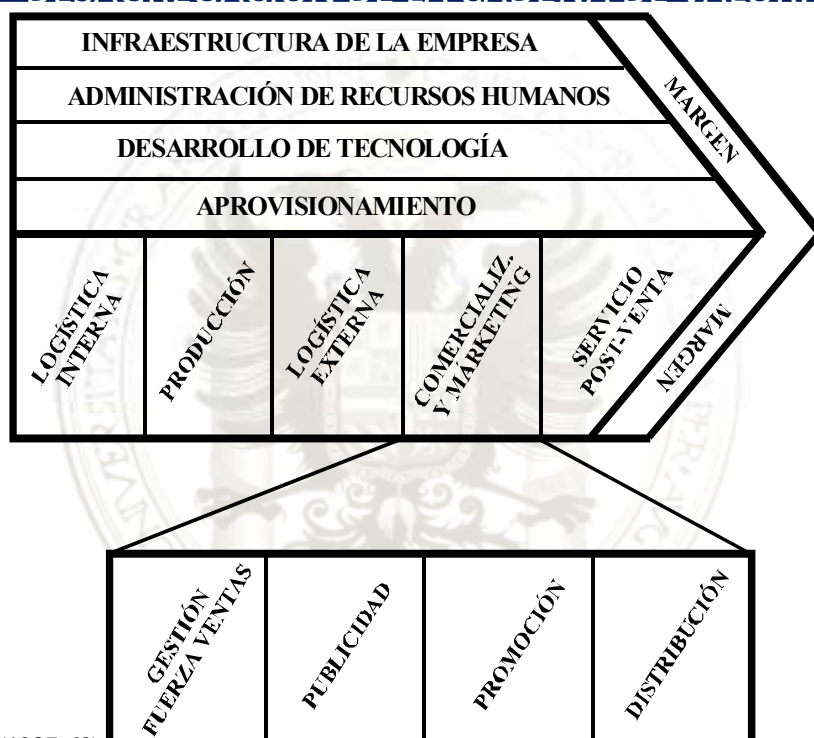 INFRAESTRUCTURA DE LA EMPRESA
ADMINISTRACIÓN DE RECURSOS HUMANOS
DESARROLLO DE TECNOLOGÍA
APROVISIONAMIENTO
MARGEN
LOGÍSTICA
INTERNA
PRODUCCIÓN
LOGÍSTICA
EXTERNA
COMERCIALIZ.
Y MARKETING
SERVICIO
POST-VENTA
MARGEN
GESTIÓN
FUERZA VENTAS
PUBLICIDAD
PROMOCIÓN
DISTRIBUCIÓN